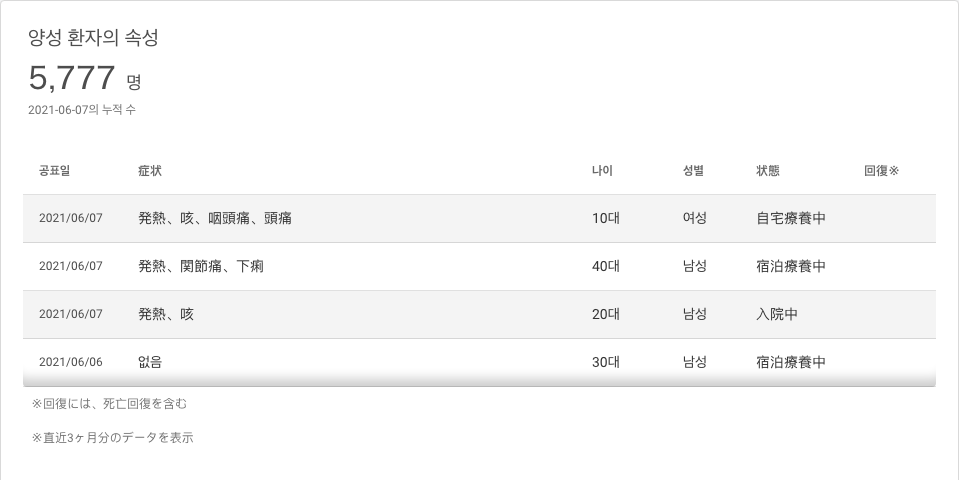 양성 환자의 속성
5,777 명
2021-06-07의 누적 수
공표일 症状 나이 성별 状態 回復※
2021/06/07 発熱、咳、咽頭痛、頭痛 10대 여성 自宅療養中
2021/06/07 発熱、関節痛、下痢 40대 남성 宿泊療養中
2021/06/07 発熱、咳 20대 남성 入院中
2021/06/06 없음 30대 남성 宿泊療養中
※回復には、死亡回復を含む
※直近3ヶ月分のデータを表示